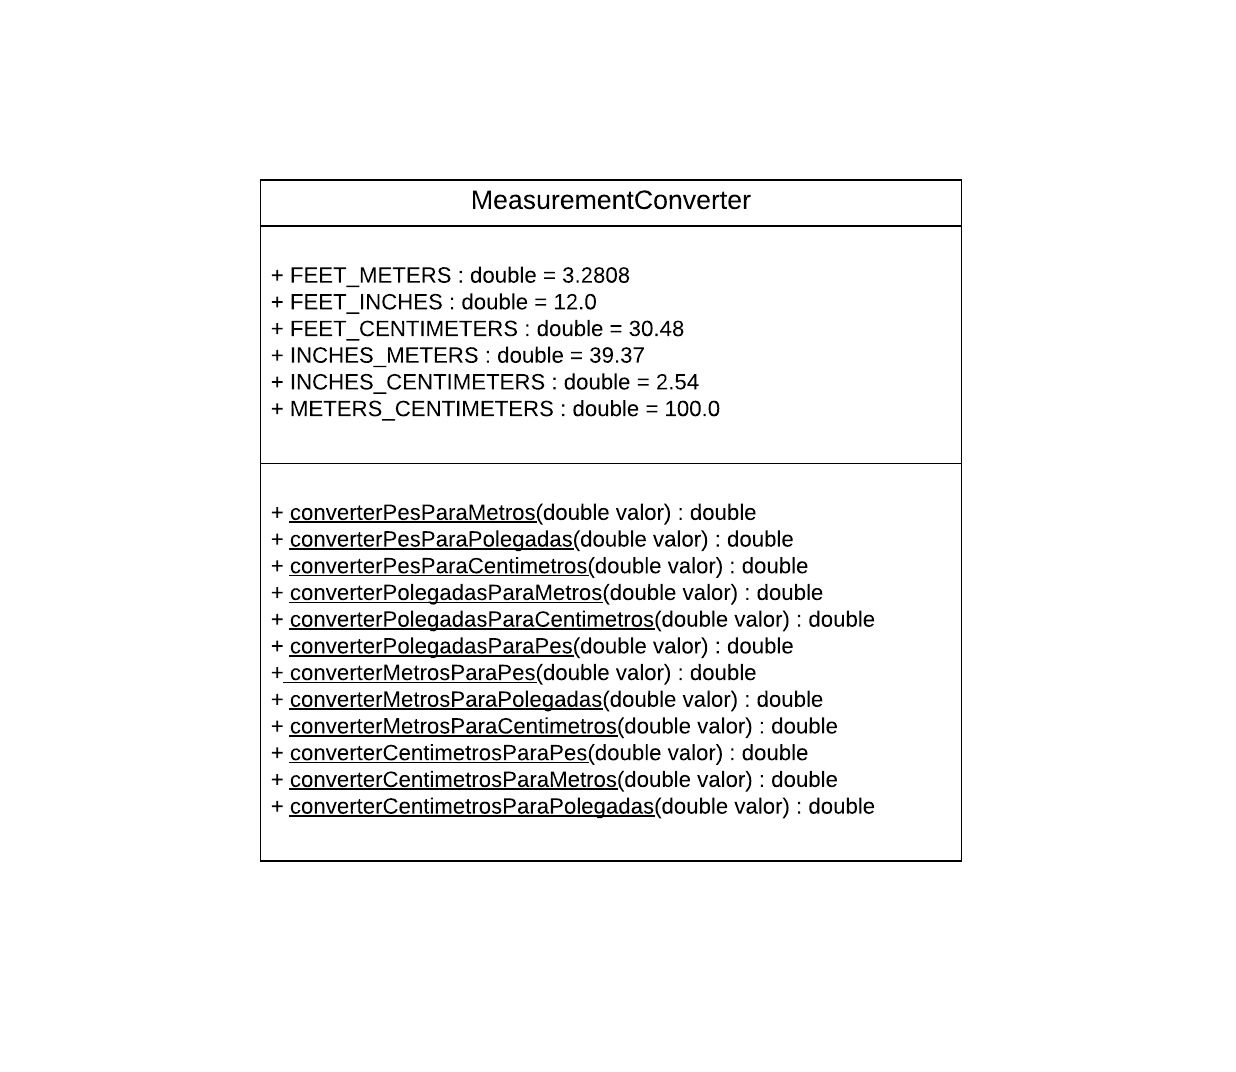 MeasurementConverter
+ FEET_METERS : double = 3.2808
+ FEET_INCHES : double = 12.0
+ FEET_CENTIMETERS : double = 30.48
+ INCHES_METERS : double = 39.37
+ INCHES_CENTIMETERS : double = 2.54
+ METERS_CENTIMETERS : double = 100.0
+ converterPesParaMetros(double valor) : double
+ converterPesParaPolegadas(double valor) : double
+ converterPesParaCentimetros(double valor) : double
+ converterPolegadasParaMetros(double valor) : double
+ converterPolegadasParaCentimetros(double valor) : double
+ converterPolegadasParaPes(double valor) : double
+ converterMetrosParaPes(double valor) : double
+ converterMetrosParaPolegadas(double valor) : double
+ converterMetrosParaCentimetros(double valor) : double
+ converterCentimetrosParaPes(double valor) : double
+ converterCentimetrosParaMetros(double valor) : double
+ converterCentimetrosParaPolegadas(double valor) : double